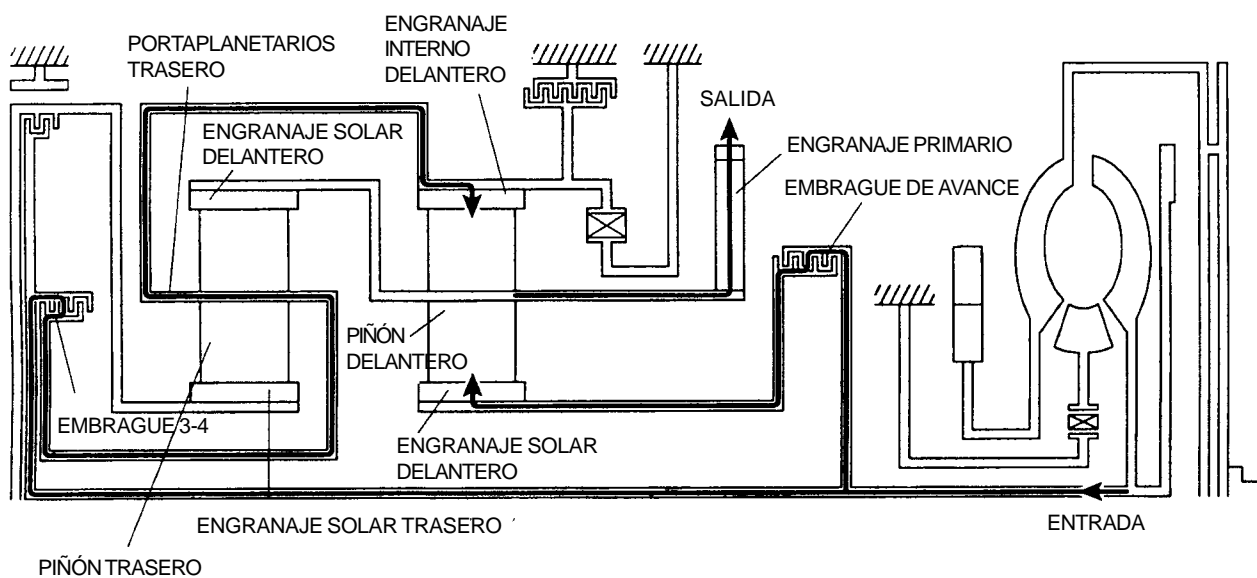 PORTAPLANETARIOS
TRASERO
ENGRANAJE
INTERNO
DELANTERO
ENGRANAJE SOLAR
DELANTERO
SALIDA
ENGRANAJE PRIMARIO
EMBRAGUE DE AVANCE
PIÑÓN
DELANTERO
EMBRAGUE 3-4
ENGRANAJE SOLAR
DELANTERO
ENGRANAJE SOLAR TRASERO
ENTRADA
PIÑÓN TRASERO